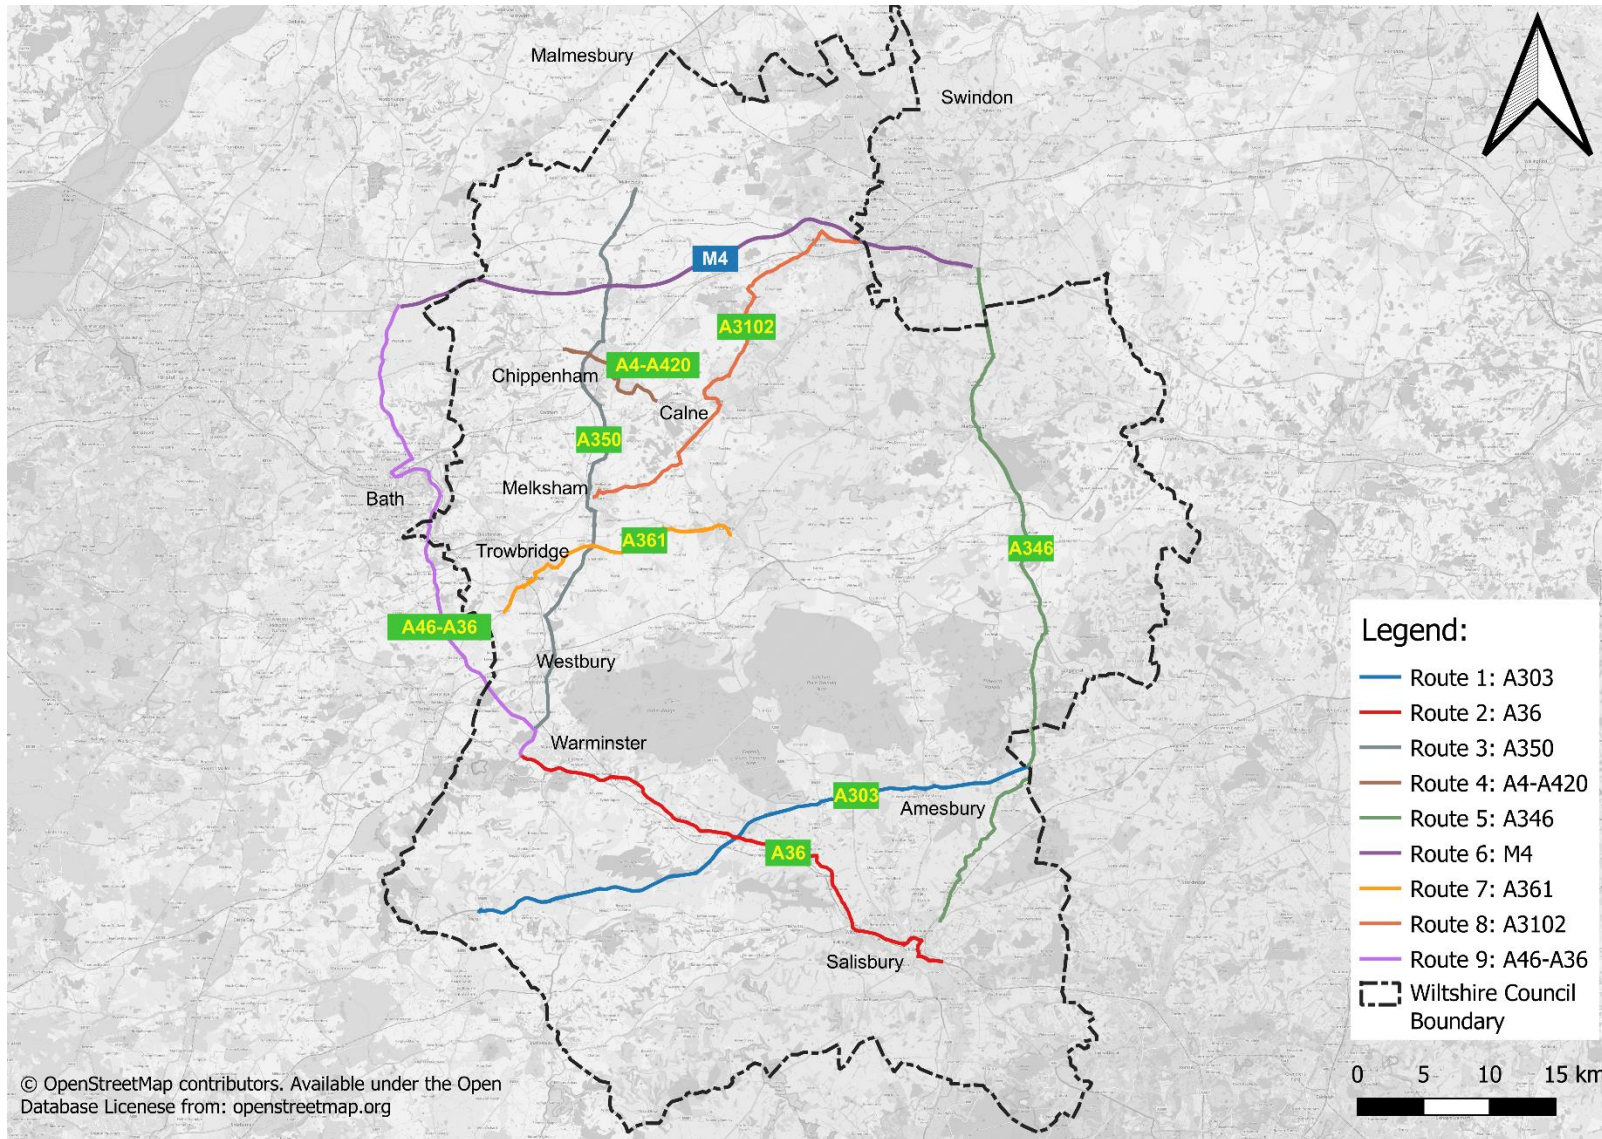 Malmesbury
Swindon
M4
A3102
A4-A420
Chippenham
Calne
A350
Melksham
Bath
A361
Trowbridge
A346
A46-A36
Westbury
Warminster
A303
Amesbury
A36
Salisbury
Legend:
Route 1: A303
Route 2: A36
Route 3: A350
Route 4: A4-A420
Route 5: A346
Route 6: M4
Route 7: A361
Route 8: A3102
Route 9: A46-A36
Wiltshire Council
Boundary
0 5 10 15 km
© OpenStreetMap contributors. Available under the Open
Database Licenese from: openstreetmap.org